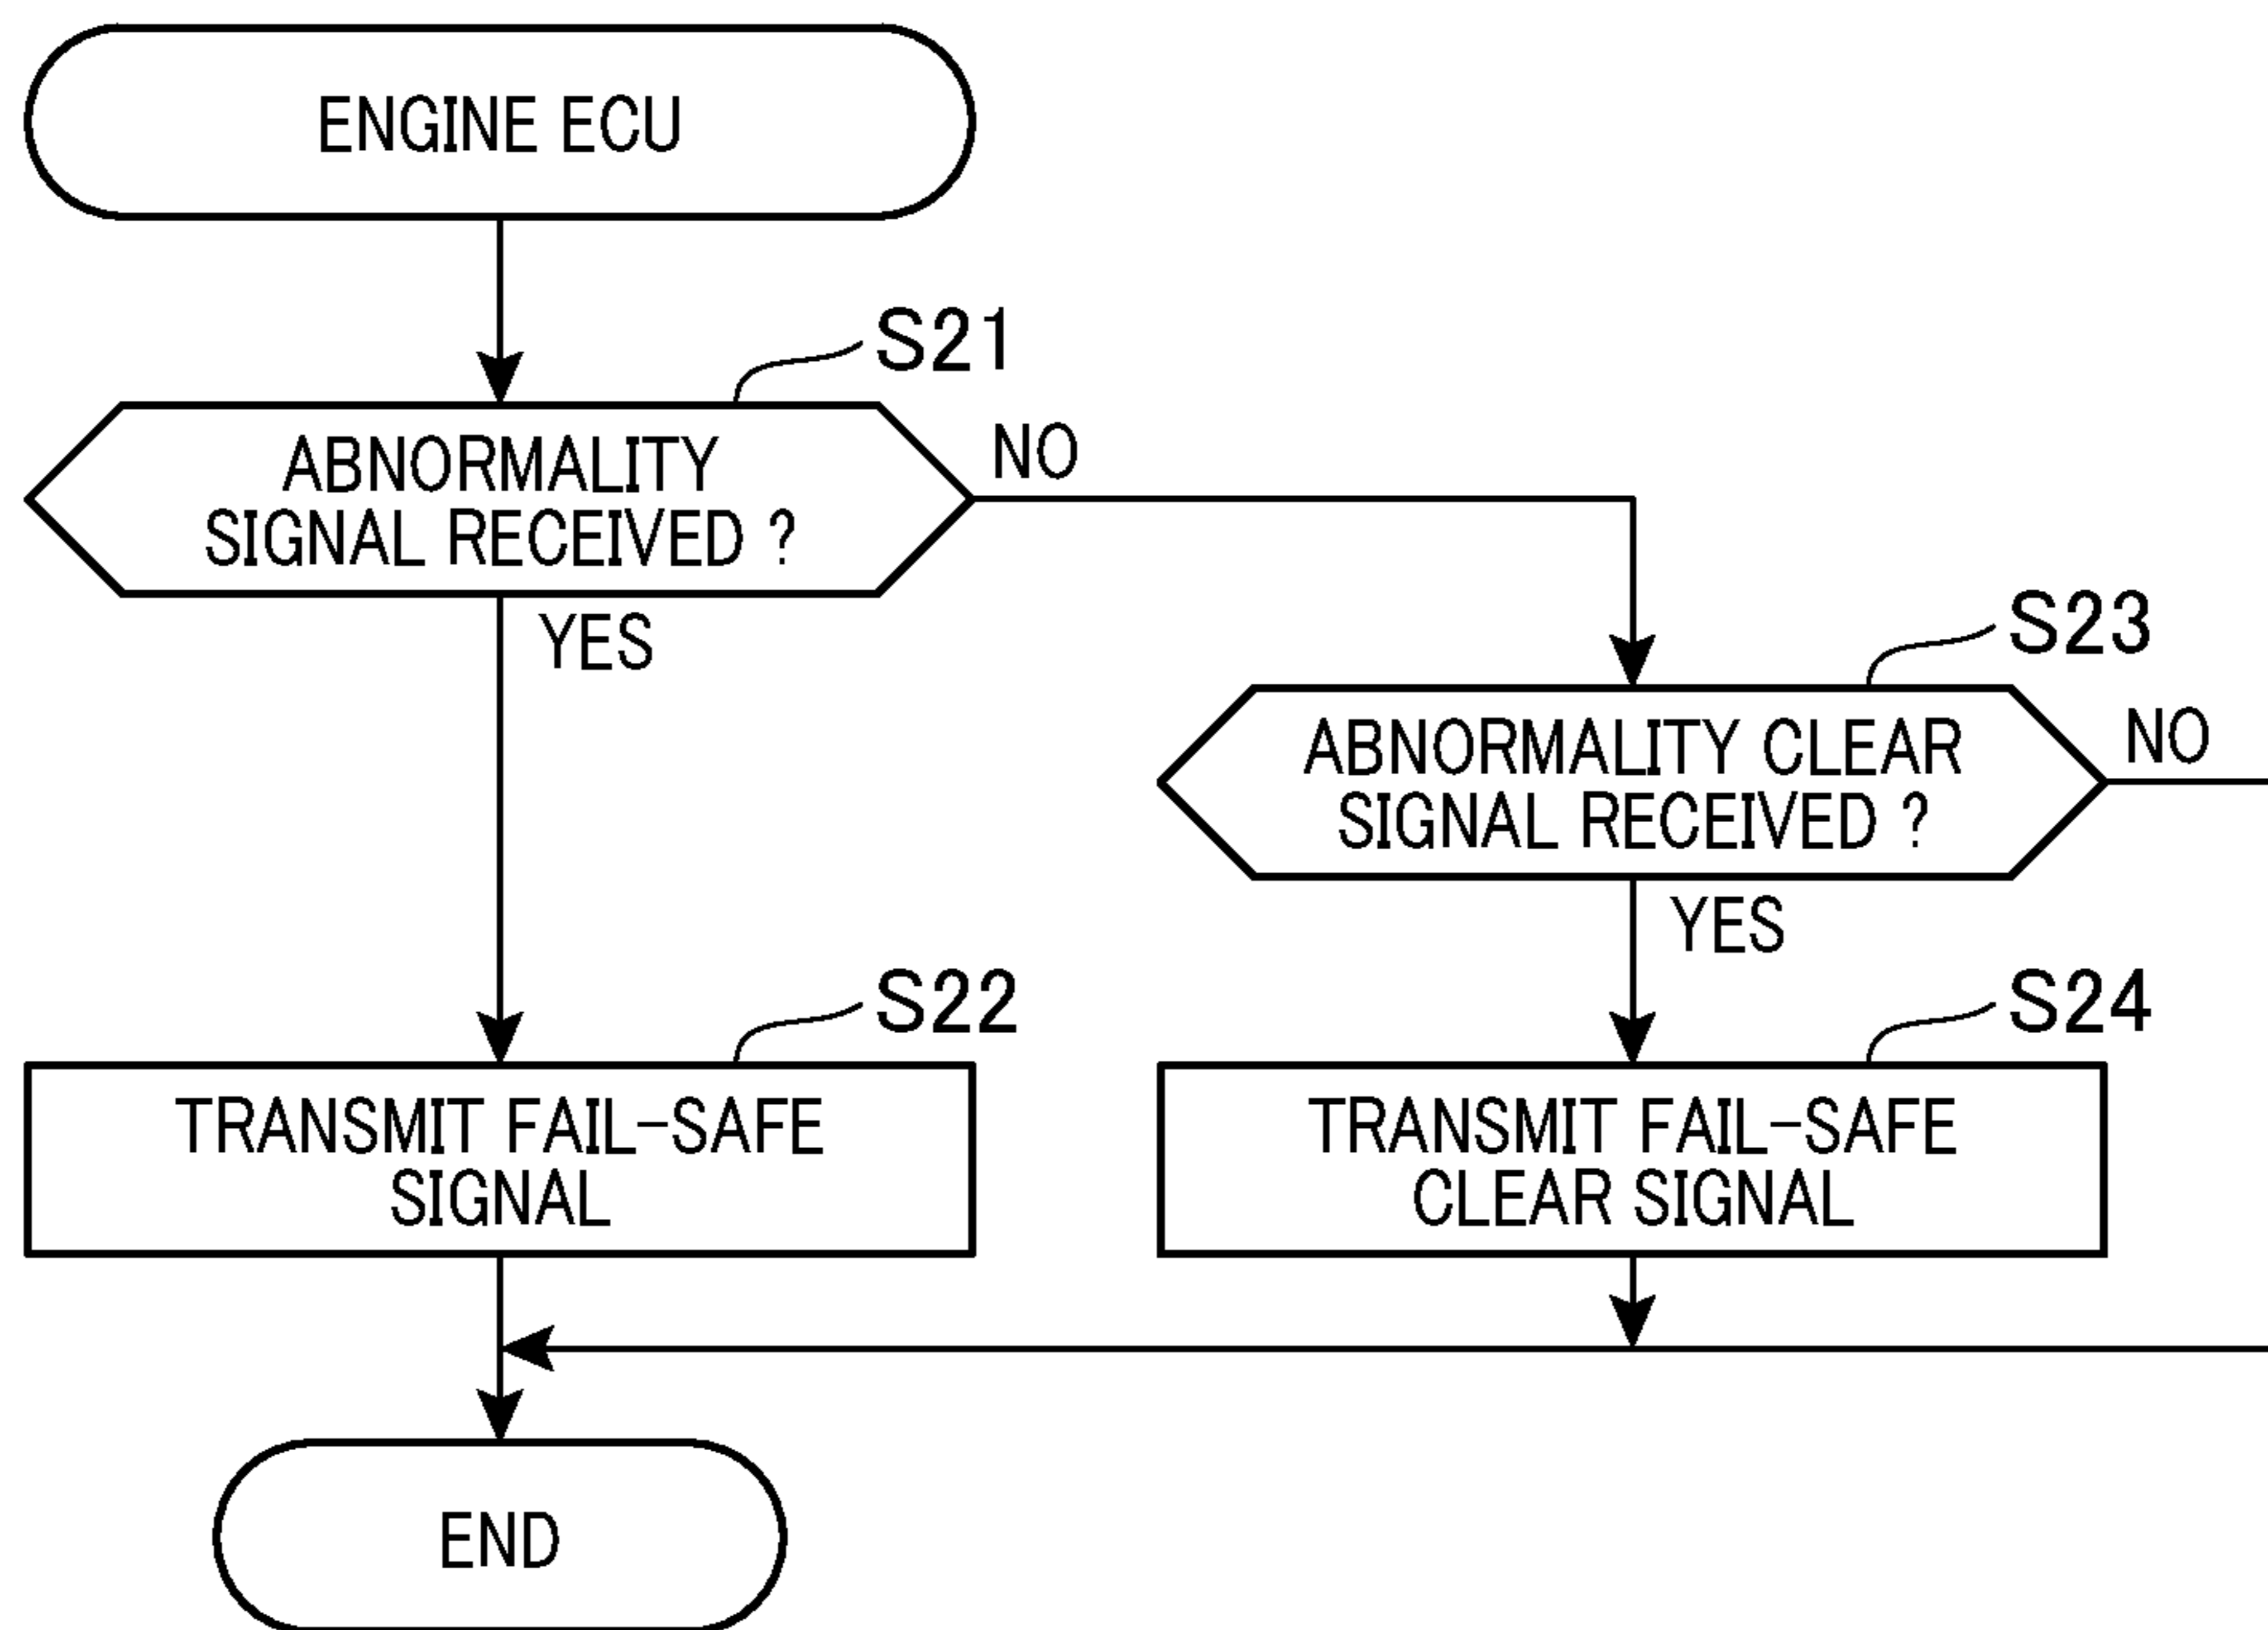 ENGINE ECU
S21
ABNORMALITY
SIGNAL RECEIVED ?
NO
YES
S23
ABNORMALITY CLEAR
SIGNAL RECEIVED ?
NO
YES
S22
TRANSMIT FAIL-SAFE
SIGNAL
S24
TRANSMIT FAIL-SAFE
CLEAR SIGNAL
END